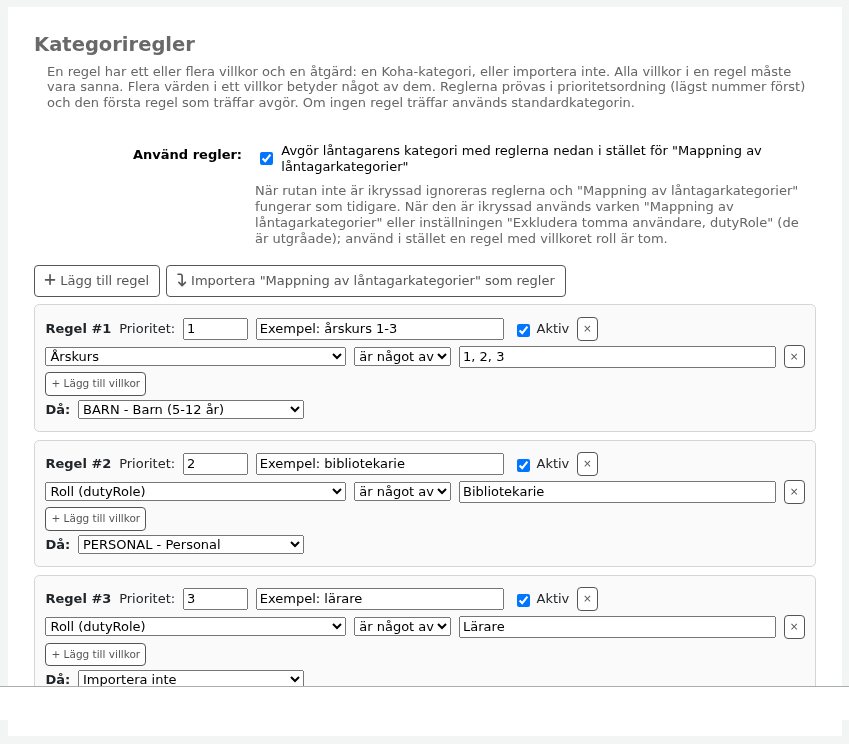 Kategoriregler
En regel har ett eller flera villkor och en åtgärd: en Koha-kategori, eller importera inte. Alla villkor i en regel måste
vara sanna. Flera värden i ett villkor betyder något av dem. Reglerna prövas i prioritetsordning (lägst nummer först)
och den första regel som träffar avgör. Om ingen regel träffar används standardkategorin.
Använd regler: Avgör låntagarens kategori med reglerna nedan i stället för "Mappning av
låntagarkategorier"
När rutan inte är ikryssad ignoreras reglerna och "Mappning av låntagarkategorier"
fungerar som tidigare. När den är ikryssad används varken "Mappning av
låntagarkategorier" eller inställningen "Exkludera tomma användare, dutyRole" (de
är utgråade); använd i stället en regel med villkoret roll är tom.
+ Lägg till regel Importera "Mappning av låntagarkategorier" som regler
Regel #1 Prioritet: 1 Exempel: årskurs 1-3 Aktiv ×
Årskurs är något av 1, 2, 3 ×
+ Lägg till villkor
Då: BARN - Barn (5-12 år)
Regel #2 Prioritet: 2 Exempel: bibliotekarie Aktiv ×
Roll (dutyRole) är något av Bibliotekarie ×
+ Lägg till villkor
Då: PERSONAL - Personal
Regel #3 Prioritet: 3 Exempel: lärare Aktiv ×
Roll (dutyRole) är något av Lärare ×
+ Lägg till villkor
Då: Importera inte